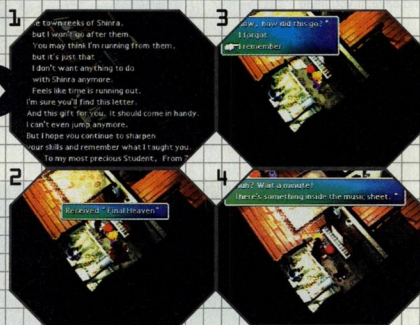 1
e town reeks of Shinra,
but I won't go after them.
You may think I'm running from them,
but it's just that
I don't want anything to do
with Shinra anymore.
Feels like time is running out.
I'm sure you'll find this letter.
And this gift for you. It should come in handy.
I can't even jump anymore.
But I hope you continue to sharpen
your skills and remember what I taught you.
To my most precious Student, From Z
2
Received "Final Heaven"
3
how did this go?"
I forgot
I remember
4
Wait a minute!
here's something inside the music sheet. "